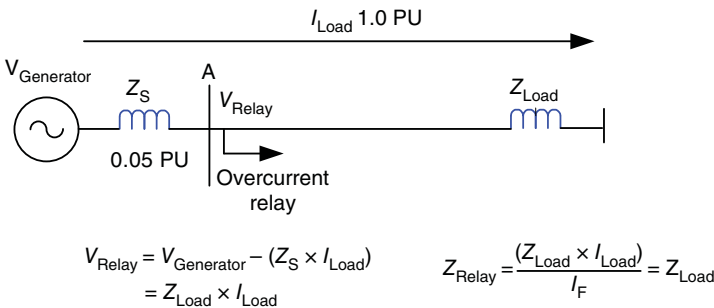 I_Load 1.0 PU
V_Generator
Z_S
A
V_Relay
Z_Load
0.05 PU
Overcurrent
relay
V_Relay = V_Generator − (Z_S × I_Load)
= Z_Load × I_Load
Z_Relay = (Z_Load × I_Load) / I_F = Z_Load